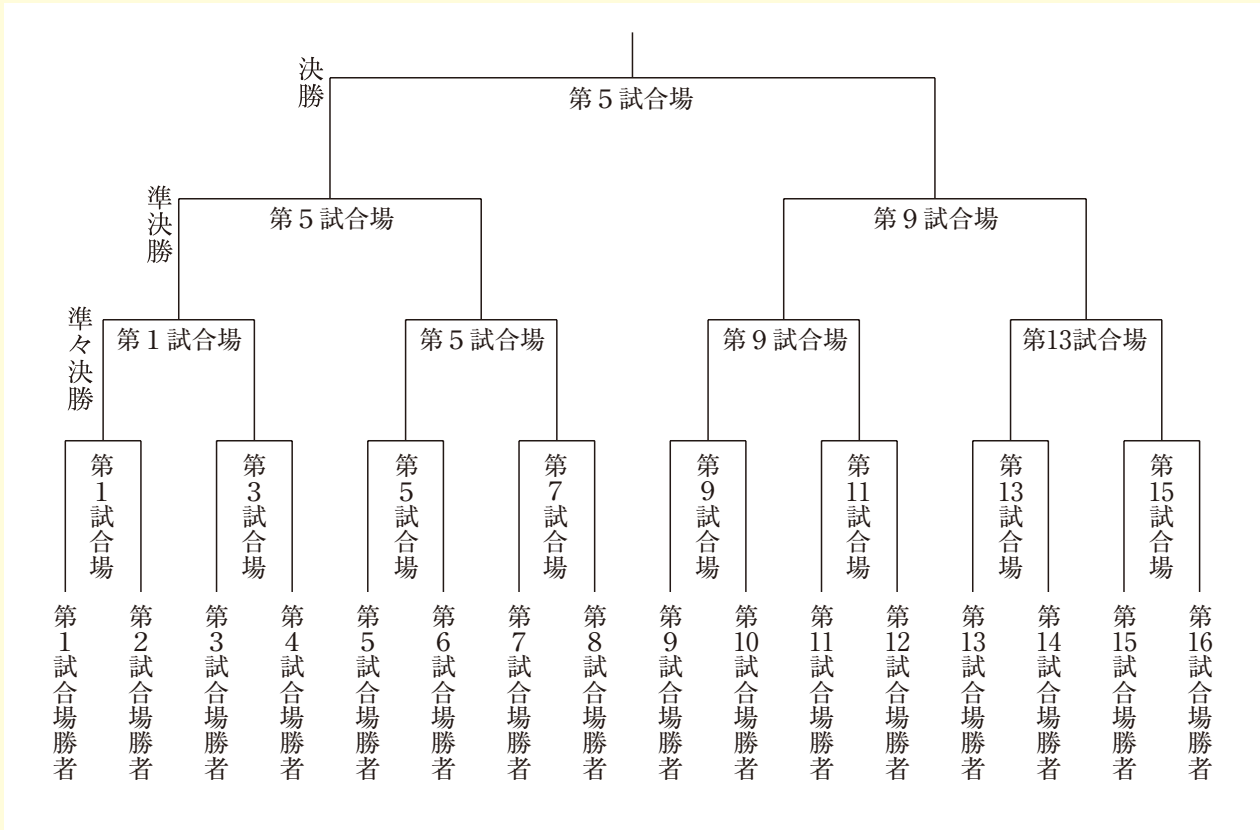 決勝
第５試合場
準決勝
第５試合場
第９試合場
準々決勝
第１試合場
第５試合場
第９試合場
第13試合場
第1試合場
第3試合場
第5試合場
第7試合場
第9試合場
第11試合場
第13試合場
第15試合場
第1試合場勝者
第2試合場勝者
第3試合場勝者
第4試合場勝者
第5試合場勝者
第6試合場勝者
第7試合場勝者
第8試合場勝者
第9試合場勝者
第10試合場勝者
第11試合場勝者
第12試合場勝者
第13試合場勝者
第14試合場勝者
第15試合場勝者
第16試合場勝者